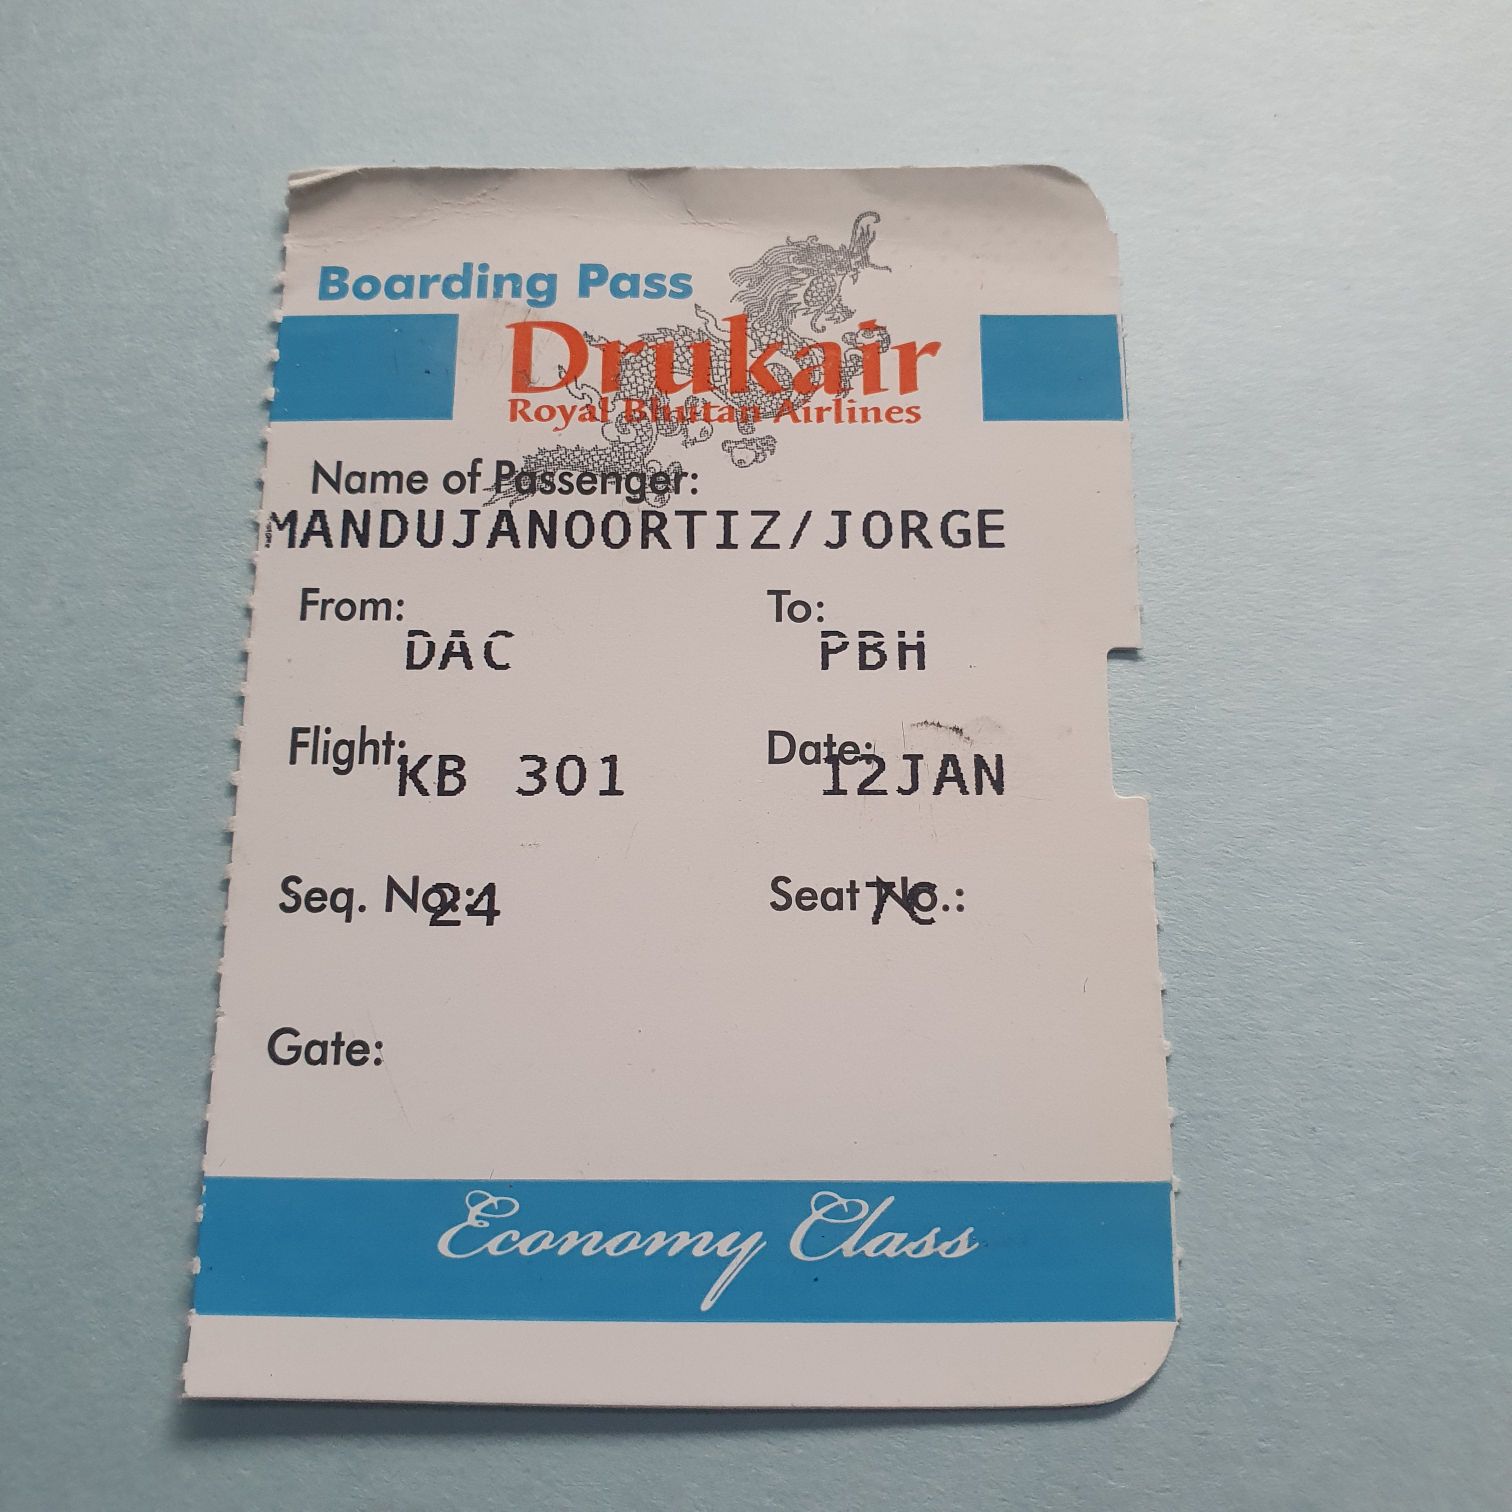 Boarding Pass
Drukair
Royal Bhutan Airlines
Name of Passenger:
MANDUJANOORTIZ/JORGE
From: To:
DAC PBH
Flight: Date:
KB 301 12JAN
Seq. No.: Seat No.:
24 7C
Gate:
Economy Class